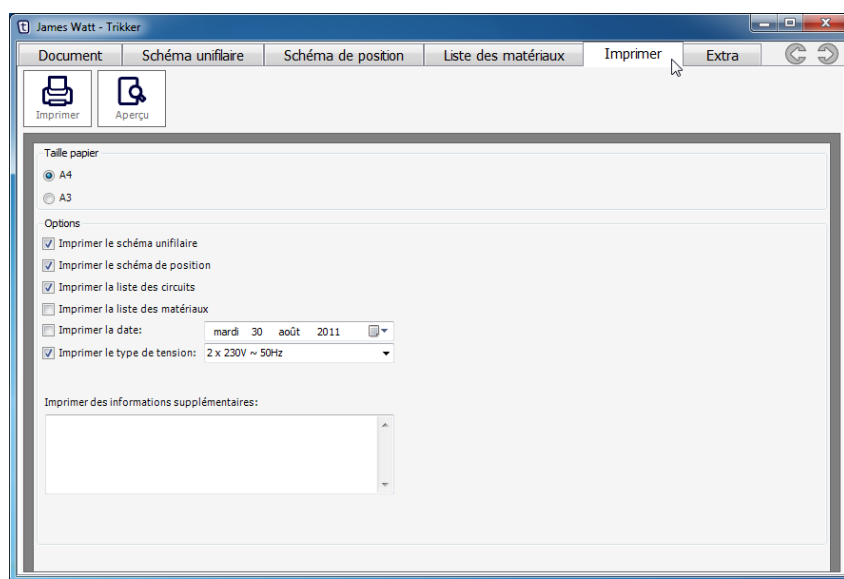 t James Watt - Trikker
Document Schéma unifilaire Schéma de position Liste des matériaux Imprimer Extra
Imprimer Aperçu
Taille papier
A4
A3
Options
Imprimer le schéma unifilaire
Imprimer le schéma de position
Imprimer la liste des circuits
Imprimer la liste des matériaux
Imprimer la date: mardi 30 août 2011
Imprimer le type de tension: 2 x 230V ~ 50Hz
Imprimer des informations supplémentaires: